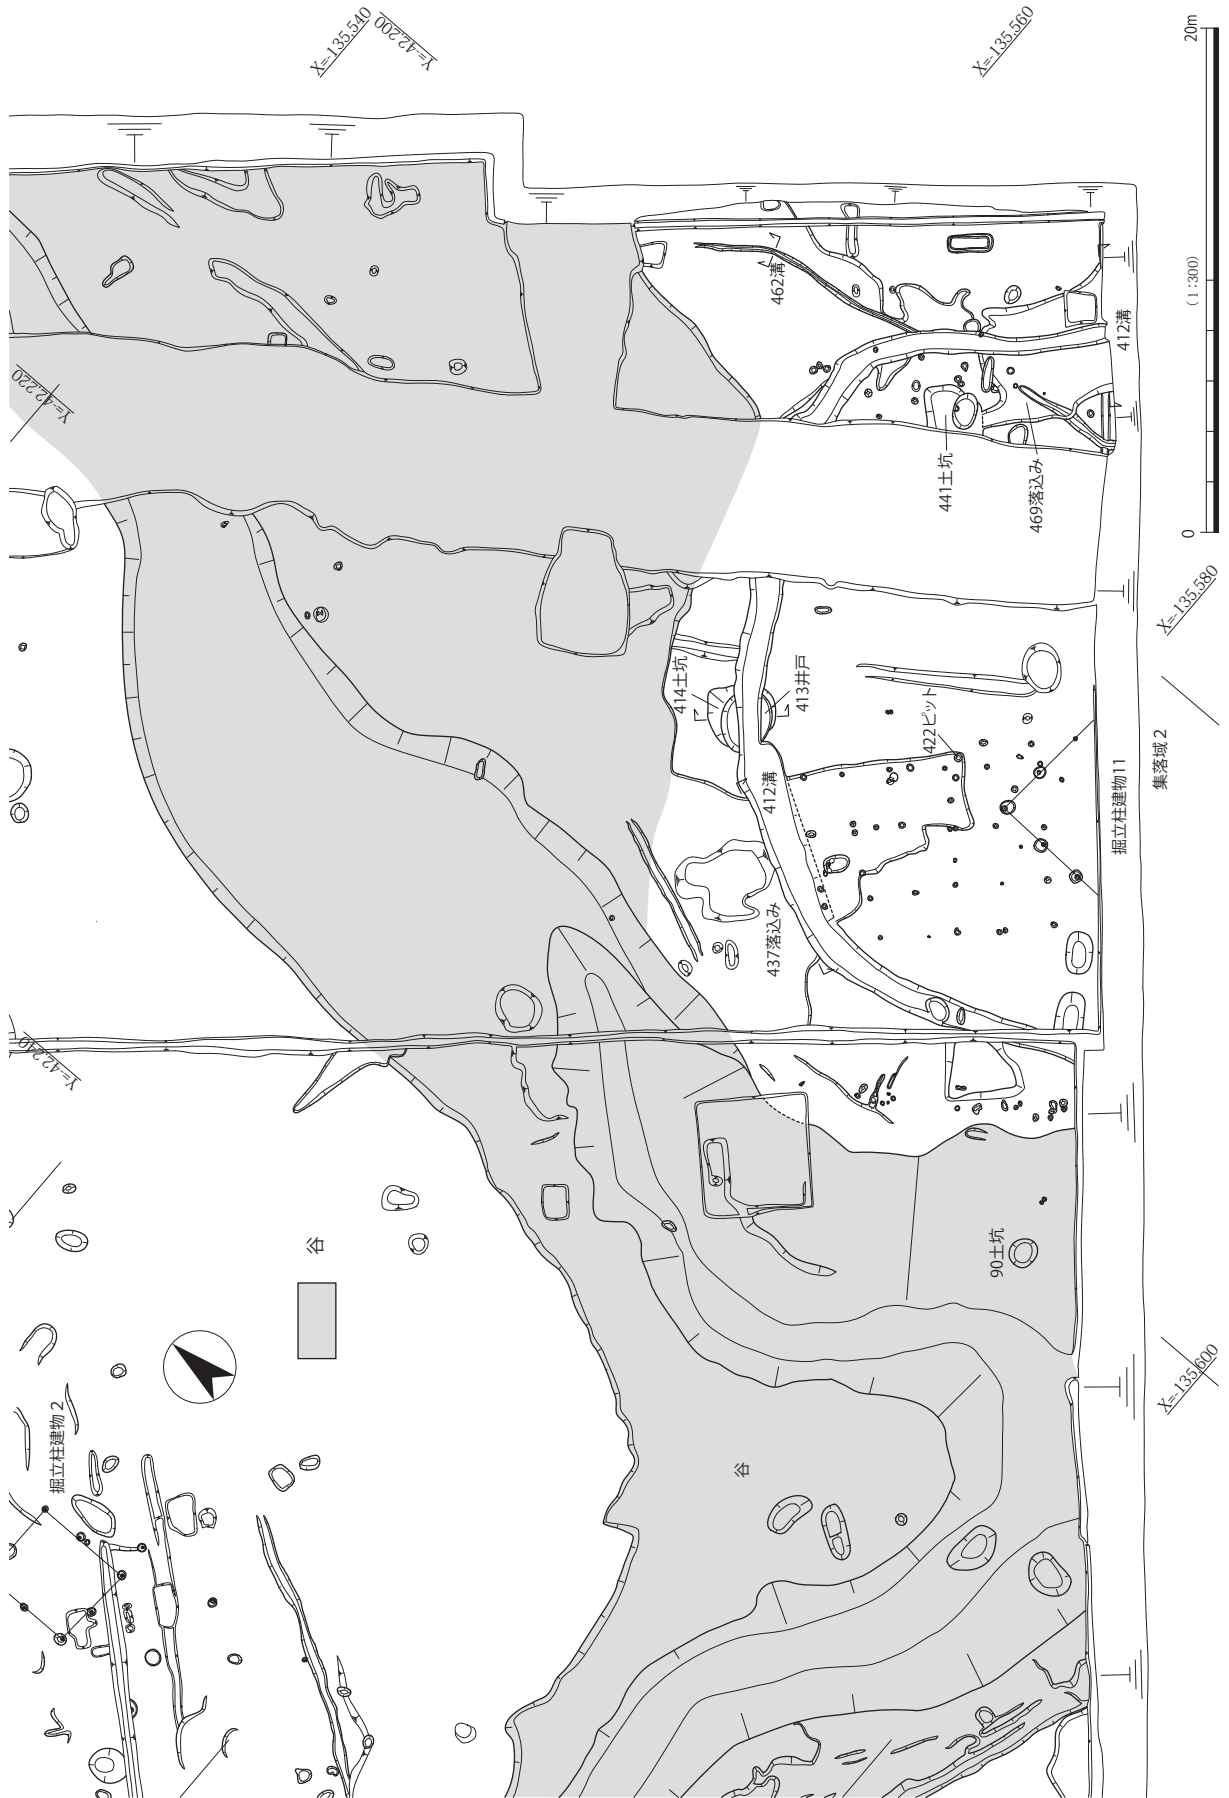 X=-135,540
Y=-42,200
X=-135,560
20m
(1:300)
0
462溝
412溝
441土坑
469落込み
Y=-42,220
X=-135,580
414土坑
413井戸
422ピット
412溝
437落込み
掘立柱建物11
集落域2
Y=-42,240
谷
90土坑
X=-135,600
谷
掘立柱建物2